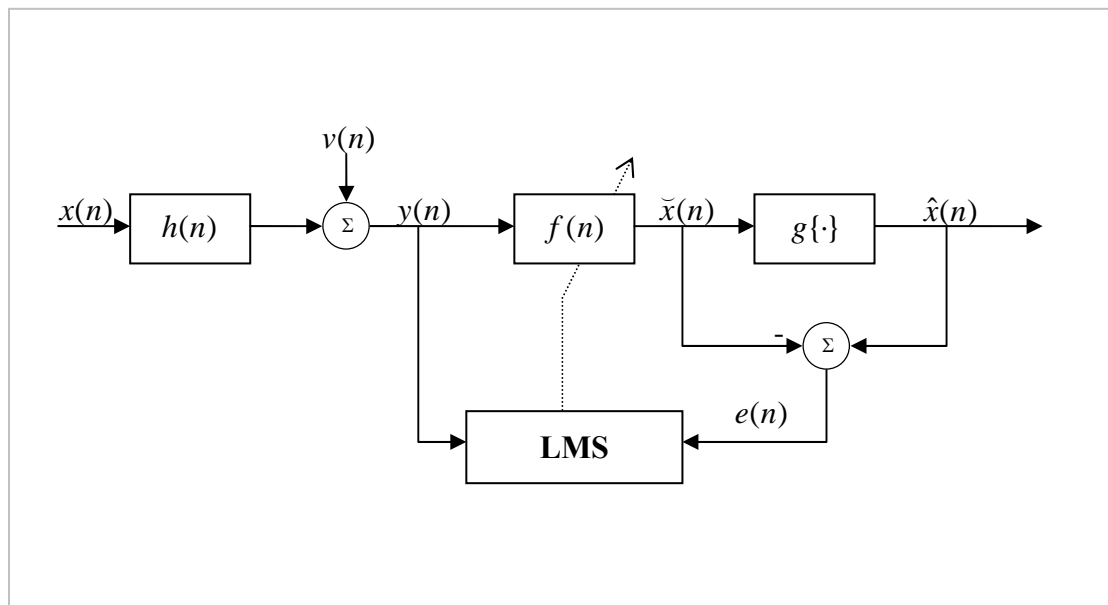 v(n)
x(n)
h(n)
Σ
y(n)
f(n)
x̆(n)
g{·}
x̂(n)
-
Σ
e(n)
LMS